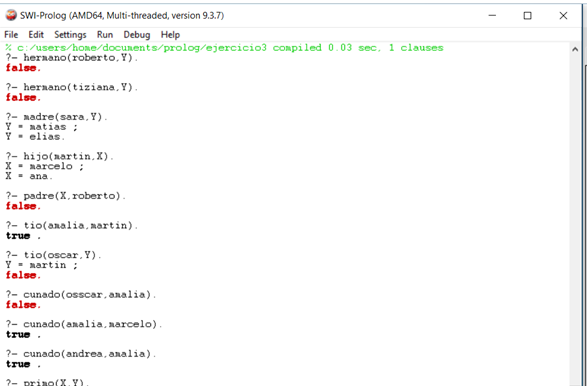 SWI-Prolog (AMD64, Multi-threaded, version 9.3.7)
File Edit Settings Run Debug Help
% c:/users/home/documents/prolog/ejercicio3 compiled 0.03 sec, 1 clauses
?- hermano(roberto,Y).
false.
?- hermano(tiziana,Y).
false.
?- madre(sara,Y).
Y = matias ;
Y = elias.
?- hijo(martin,X).
X = marcelo ;
X = ana.
?- padre(X,roberto).
false.
?- tio(amalia,martin).
true .
?- tio(oscar,Y).
Y = martin ;
false.
?- cunado(osscar,amalia).
false.
?- cunado(amalia,marcelo).
true .
?- cunado(andrea,amalia).
true .
?- primo(X,Y).